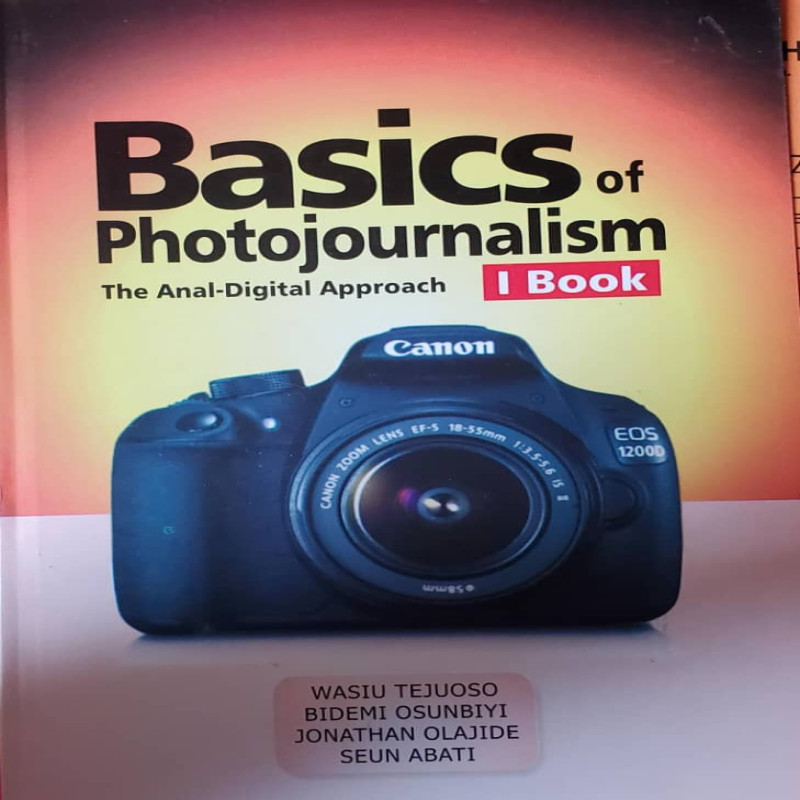 Basics of
Photojournalism
The Anal-Digital Approach
I Book
Canon
CANON ZOOM LENS EF-S 18-55mm 1:3.5-5.6 IS II
EOS
1200D
ø58mm
WASIU TEJUOSO
BIDEMI OSUNBIYI
JONATHAN OLAJIDE
SEUN ABATI